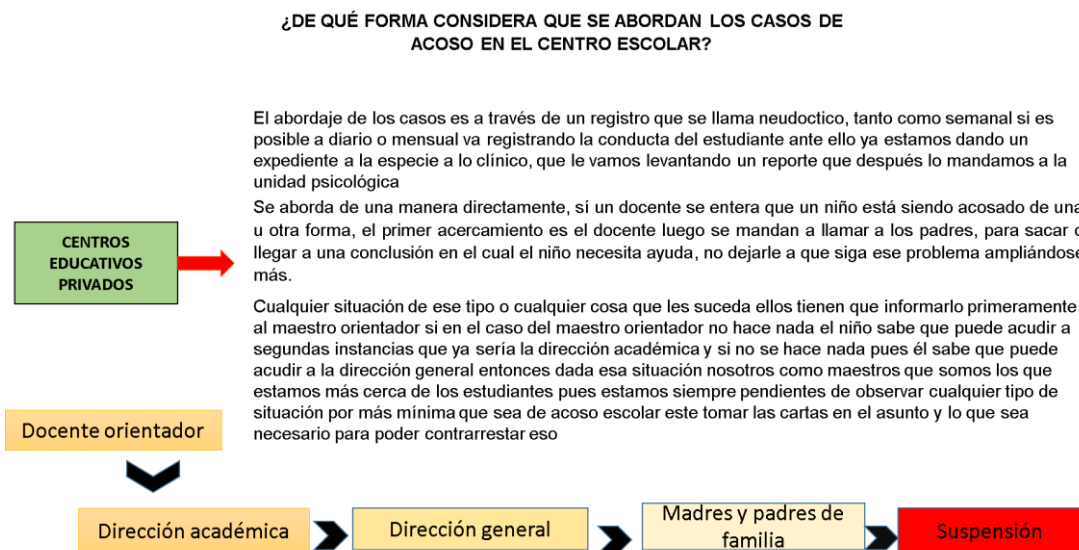 ¿DE QUÉ FORMA CONSIDERA QUE SE ABORDAN LOS CASOS DE
ACOSO EN EL CENTRO ESCOLAR?
El abordaje de los casos es a través de un registro que se llama neudoctico, tanto como semanal si es
posible a diario o mensual va registrando la conducta del estudiante ante ello ya estamos dando un
expediente a la especie a lo clínico, que le vamos levantando un reporte que después lo mandamos a la
unidad psicológica
Se aborda de una manera directamente, sí un docente se entera que un niño está siendo acosado de una
u otra forma, el primer acercamiento es el docente luego se mandan a llamar a los padres, para sacar o
llegar a una conclusión en el cual el niño necesita ayuda, no dejarle a que siga ese problema ampliándose
más.
CENTROS
EDUCATIVOS
PRIVADOS
Cualquier situación de ese tipo o cualquier cosa que les suceda ellos tienen que informarlo primeramente
al maestro orientador si en el caso del maestro orientador no hace nada el niño sabe que puede acudir a
segundas instancias que ya sería la dirección académica y si no se hace nada pues él sabe que puede
acudir a la dirección general entonces dada esa situación nosotros como maestros que somos los que
estamos más cerca de los estudiantes pues estamos siempre pendientes de observar cualquier tipo de
situación por más mínima que sea de acoso escolar este tomar las cartas en el asunto y lo que sea
necesario para poder contrarrestar eso
Docente orientador
Dirección académica
Dirección general
Madres y padres de
familia
Suspensión